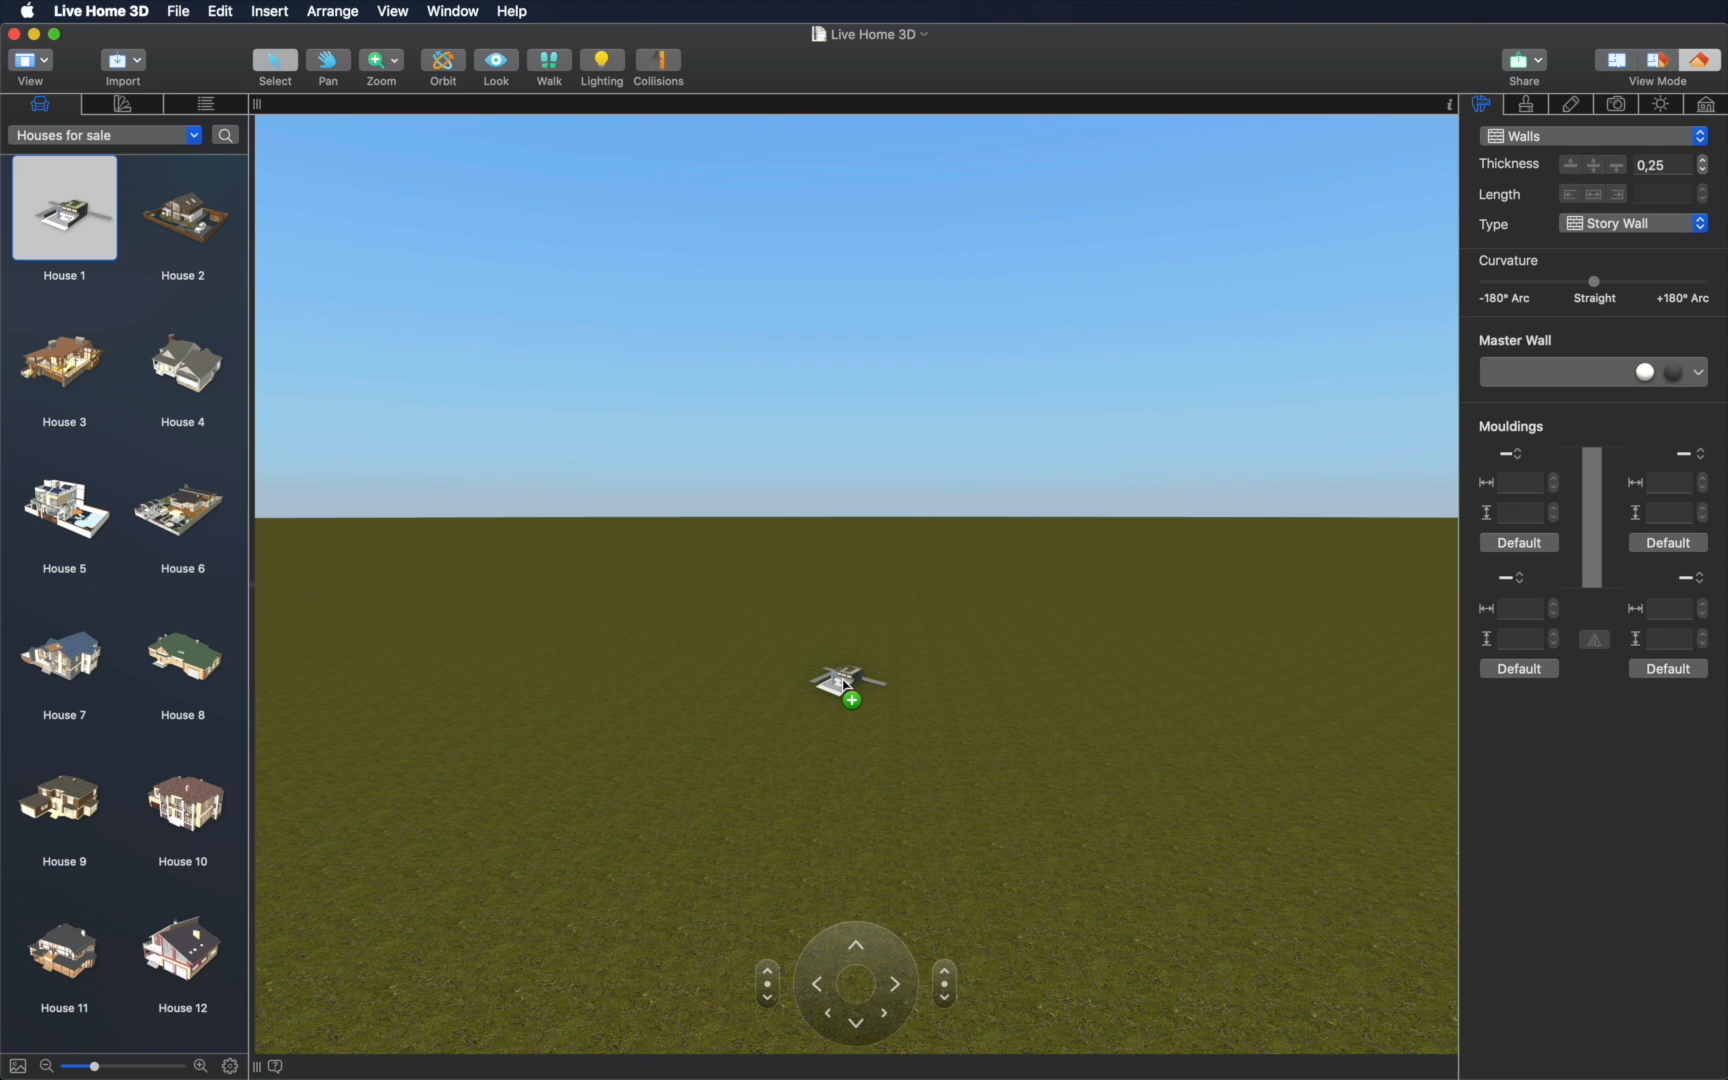 Live Home 3D File Edit Insert Arrange View Window Help
Live Home 3D
View Import Select Pan Zoom Orbit Look Walk Lighting Collisions Share View Mode
i
Houses for sale
House 1 House 2
House 3 House 4
House 5 House 6
House 7 House 8
House 9 House 10
House 11 House 12
Walls
Thickness 0,25
Length
Type Story Wall
Curvature
-180° Arc Straight +180° Arc
Master Wall
Mouldings
Default Default
Default Default